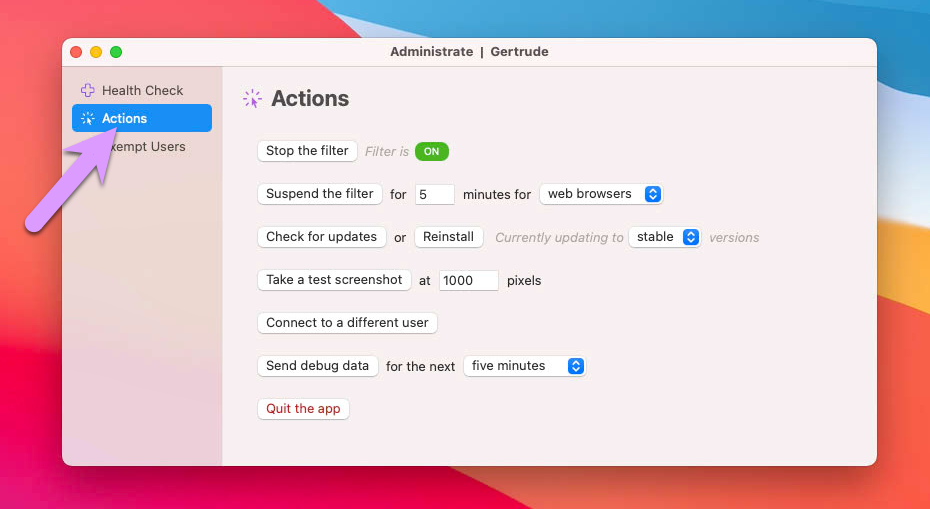 Administrate | Gertrude
Health Check
Actions
xempt Users
Actions
Stop the filter Filter is ON
Suspend the filter for 5 minutes for web browsers
Check for updates or Reinstall Currently updating to stable versions
Take a test screenshot at 1000 pixels
Connect to a different user
Send debug data for the next five minutes
Quit the app